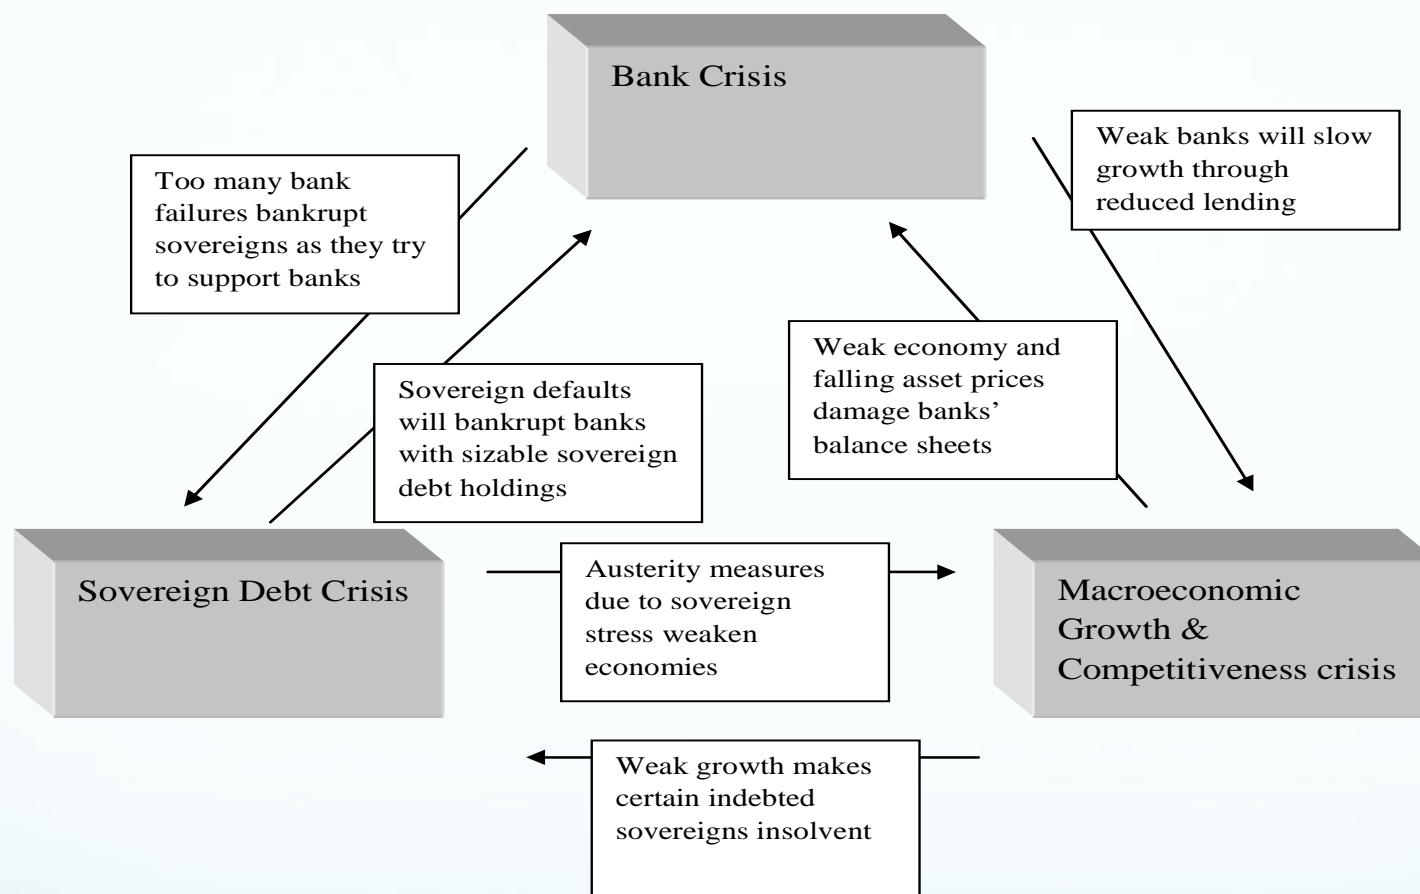 Bank Crisis
Weak banks will slow
growth through
reduced lending
Too many bank
failures bankrupt
sovereigns as they try
to support banks
Weak economy and
falling asset prices
damage banks’
balance sheets
Sovereign defaults
will bankrupt banks
with sizable sovereign
debt holdings
Sovereign Debt Crisis
Austerity measures
due to sovereign
stress weaken
economies
Macroeconomic
Growth &
Competitiveness crisis
Weak growth makes
certain indebted
sovereigns insolvent